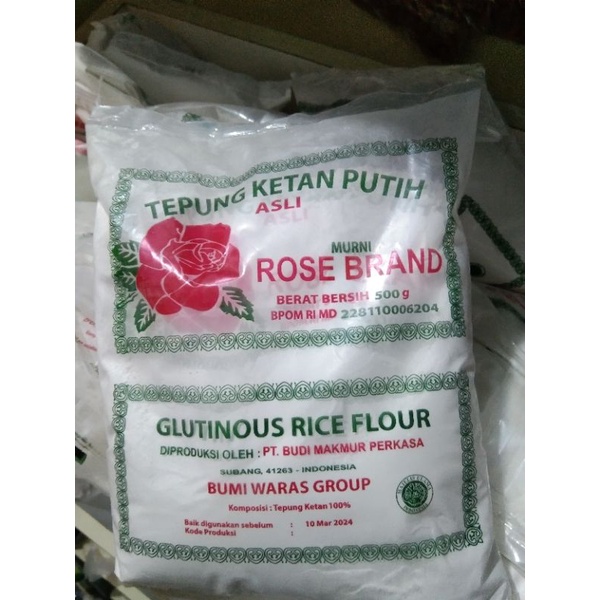 TEPUNG KETAN PUTIH
ASLI
MURNI
ROSE BRAND
BERAT BERSIH 500 g
BPOM RI MD 228110006204
GLUTINOUS RICE FLOUR
DIPRODUKSI OLEH : PT. BUDI MAKMUR PERKASA
SUBANG, 41263 - INDONESIA
BUMI WARAS GROUP
Komposisi : Tepung Ketan 100%
Baik digunakan sebelum : 10 Mar 2024
Kode Produksi :